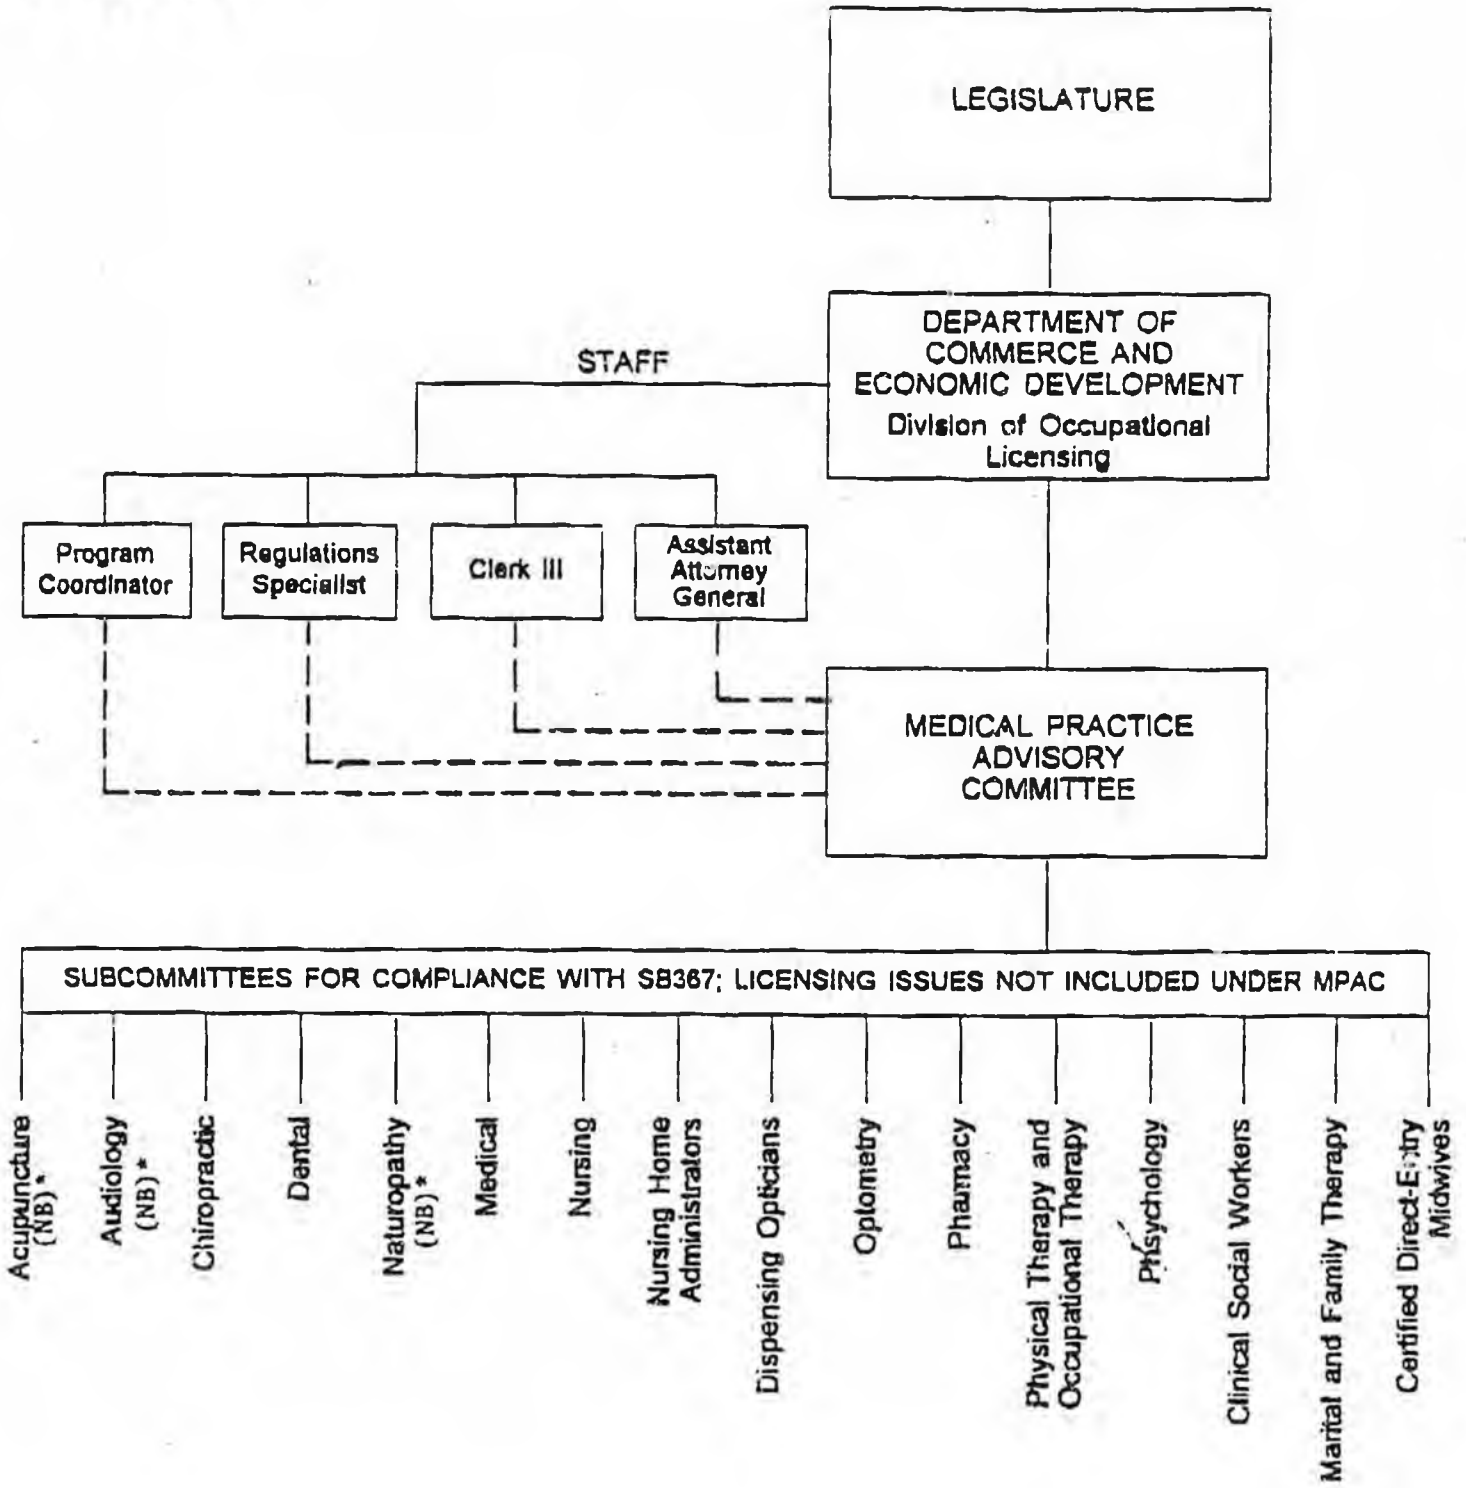 LEGISLATURE
DEPARTMENT OF
COMMERCE AND
ECONOMIC DEVELOPMENT
Division of Occupational
Licensing
STAFF
Program
Coordinator
Regulations
Specialist
Clerk III
Assistant
Attorney
General
MEDICAL PRACTICE
ADVISORY
COMMITTEE
SUBCOMMITTEES FOR COMPLIANCE WITH SB367; LICENSING ISSUES NOT INCLUDED UNDER MPAC
Acupuncture
(NB)*
Audiology
(NB)*
Chiropractic
Dental
Naturopathy
(NB)*
Medical
Nursing
Nursing Home
Administrators
Dispensing Opticians
Optometry
Pharmacy
Physical Therapy and
Occupational Therapy
Phsychology
Clinical Social Workers
Marital and Family Therapy
Certified Direct-Entry
Midwives